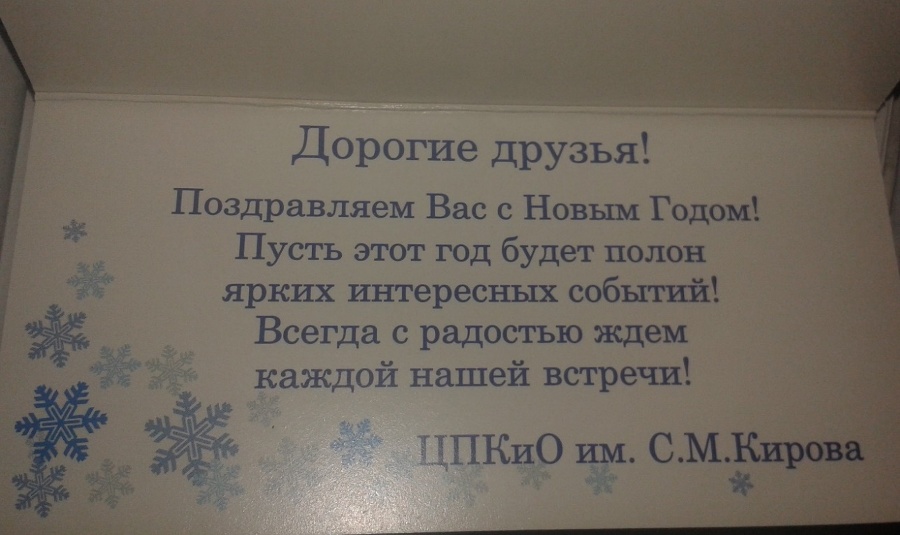 Дорогие друзья!
Поздравляем Вас с Новым Годом!
Пусть этот год будет полон
ярких интересных событий!
Всегда с радостью ждем
каждой нашей встречи!
ЦПКиО им. С.М.Кирова